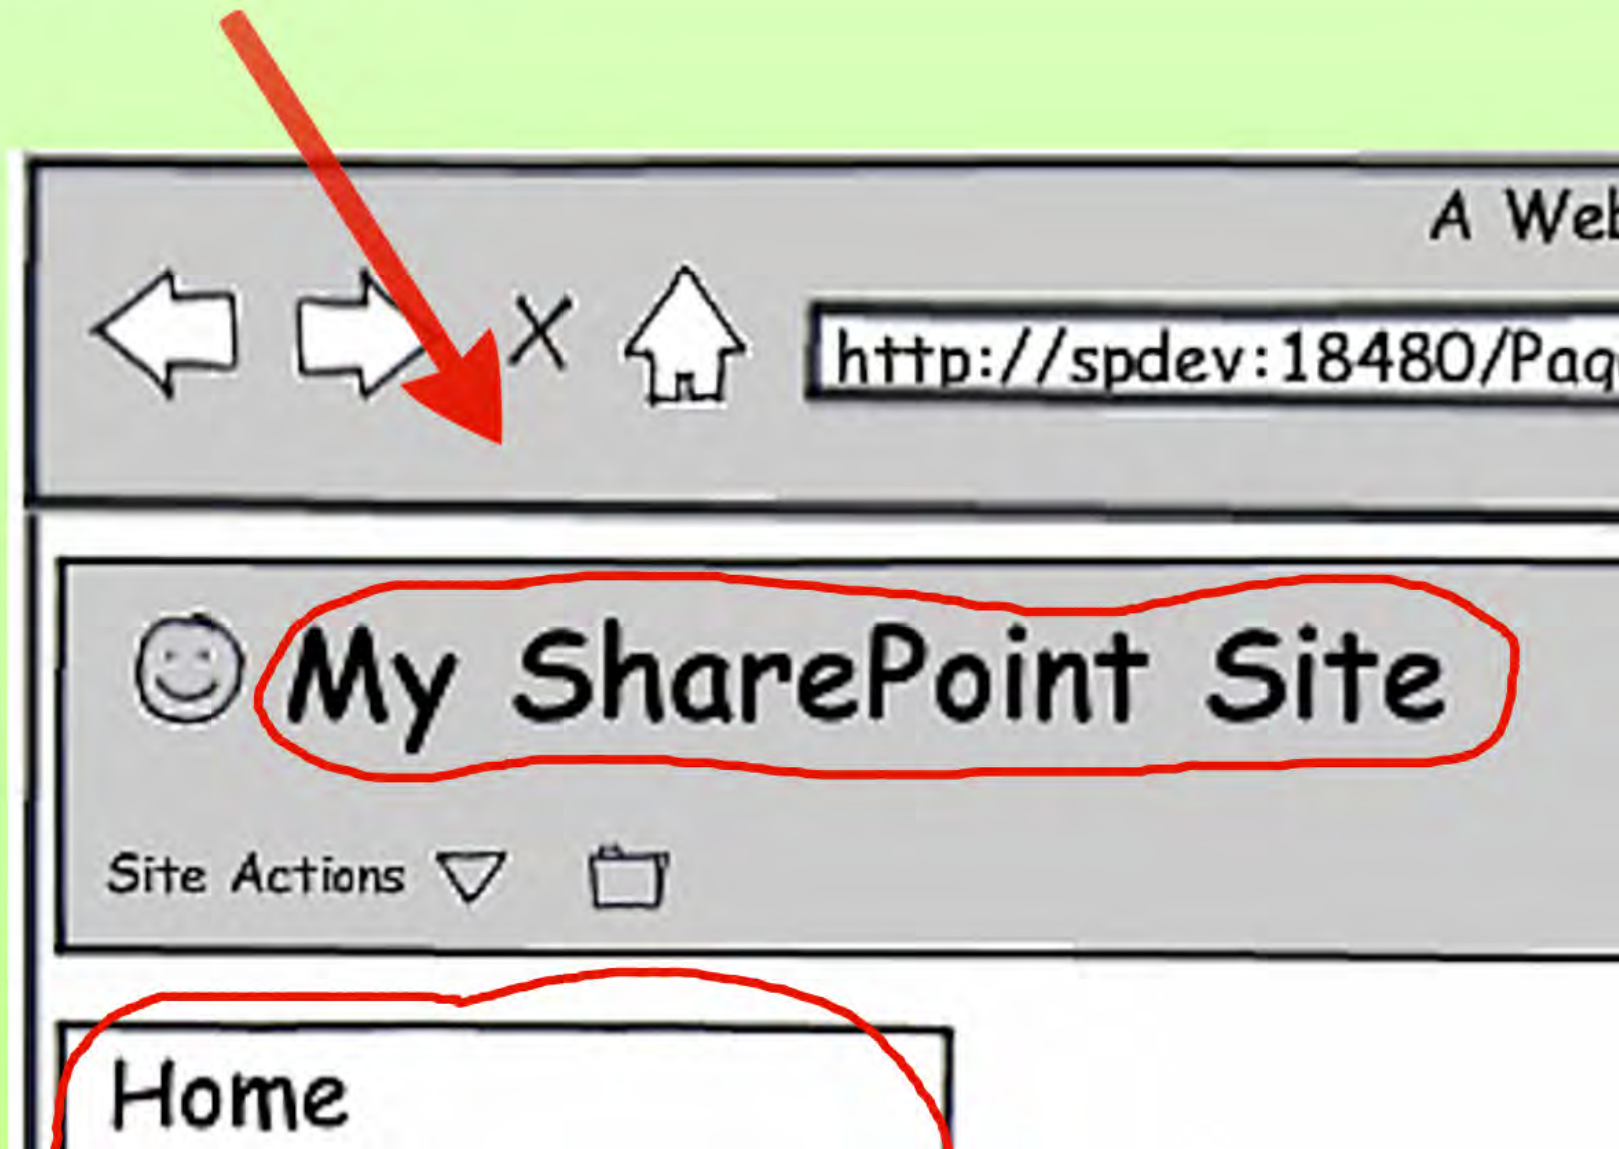 A Web
http://spdev:18480/Pag
My SharePoint Site
Site Actions
Home